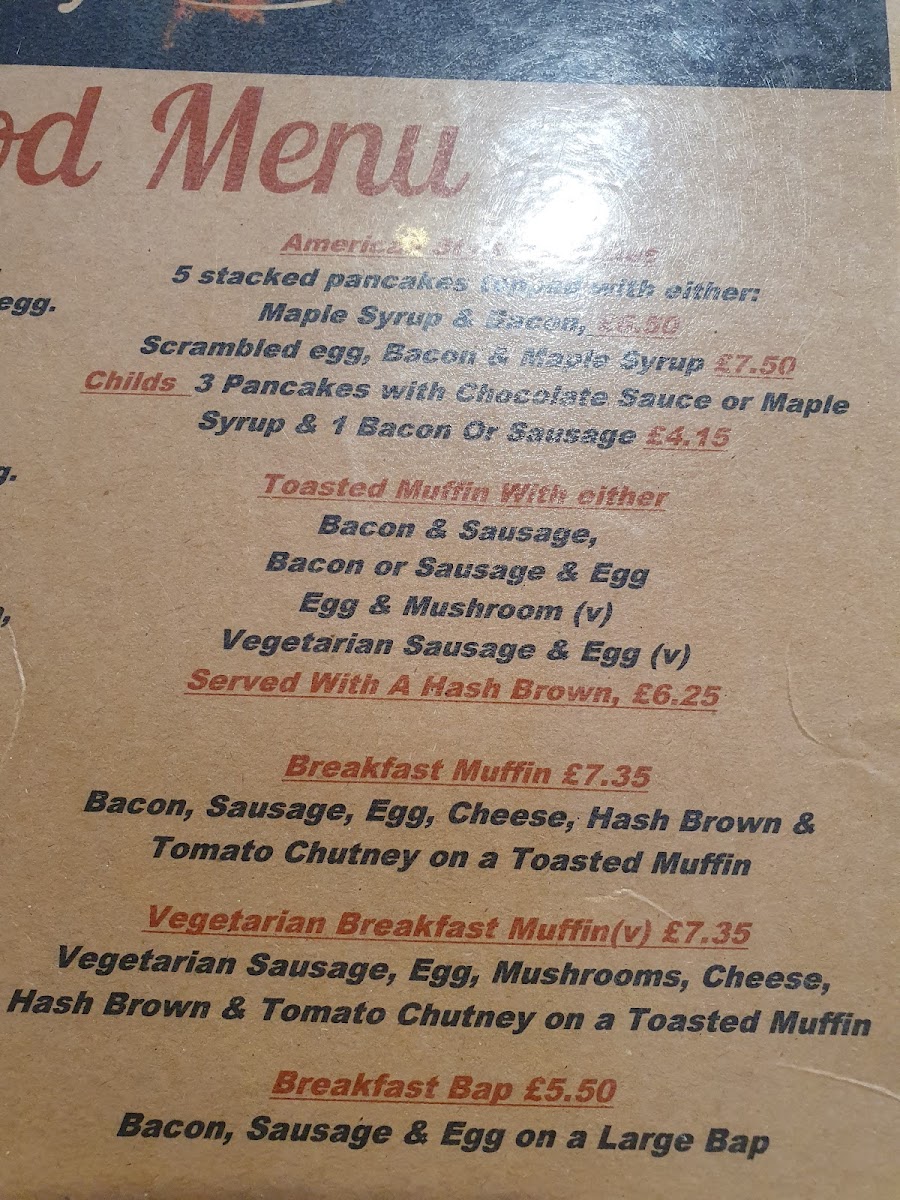 od Menu
egg.
America
5 stacked pancakes topped with either:
Maple Syrup & Bacon, £6.50
Scrambled egg, Bacon & Maple Syrup £7.50
Childs 3 Pancakes with Chocolate Sauce or Maple
Syrup & 1 Bacon Or Sausage £4.15
g.
Toasted Muffin With either
Bacon & Sausage,
Bacon or Sausage & Egg
Egg & Mushroom (v)
Vegetarian Sausage & Egg (v)
Served With A Hash Brown, £6.25
Breakfast Muffin £7.35
Bacon, Sausage, Egg, Cheese, Hash Brown &
Tomato Chutney on a Toasted Muffin
Vegetarian Breakfast Muffin(v) £7.35
Vegetarian Sausage, Egg, Mushrooms, Cheese,
Hash Brown & Tomato Chutney on a Toasted Muffin
Breakfast Bap £5.50
Bacon, Sausage & Egg on a Large Bap